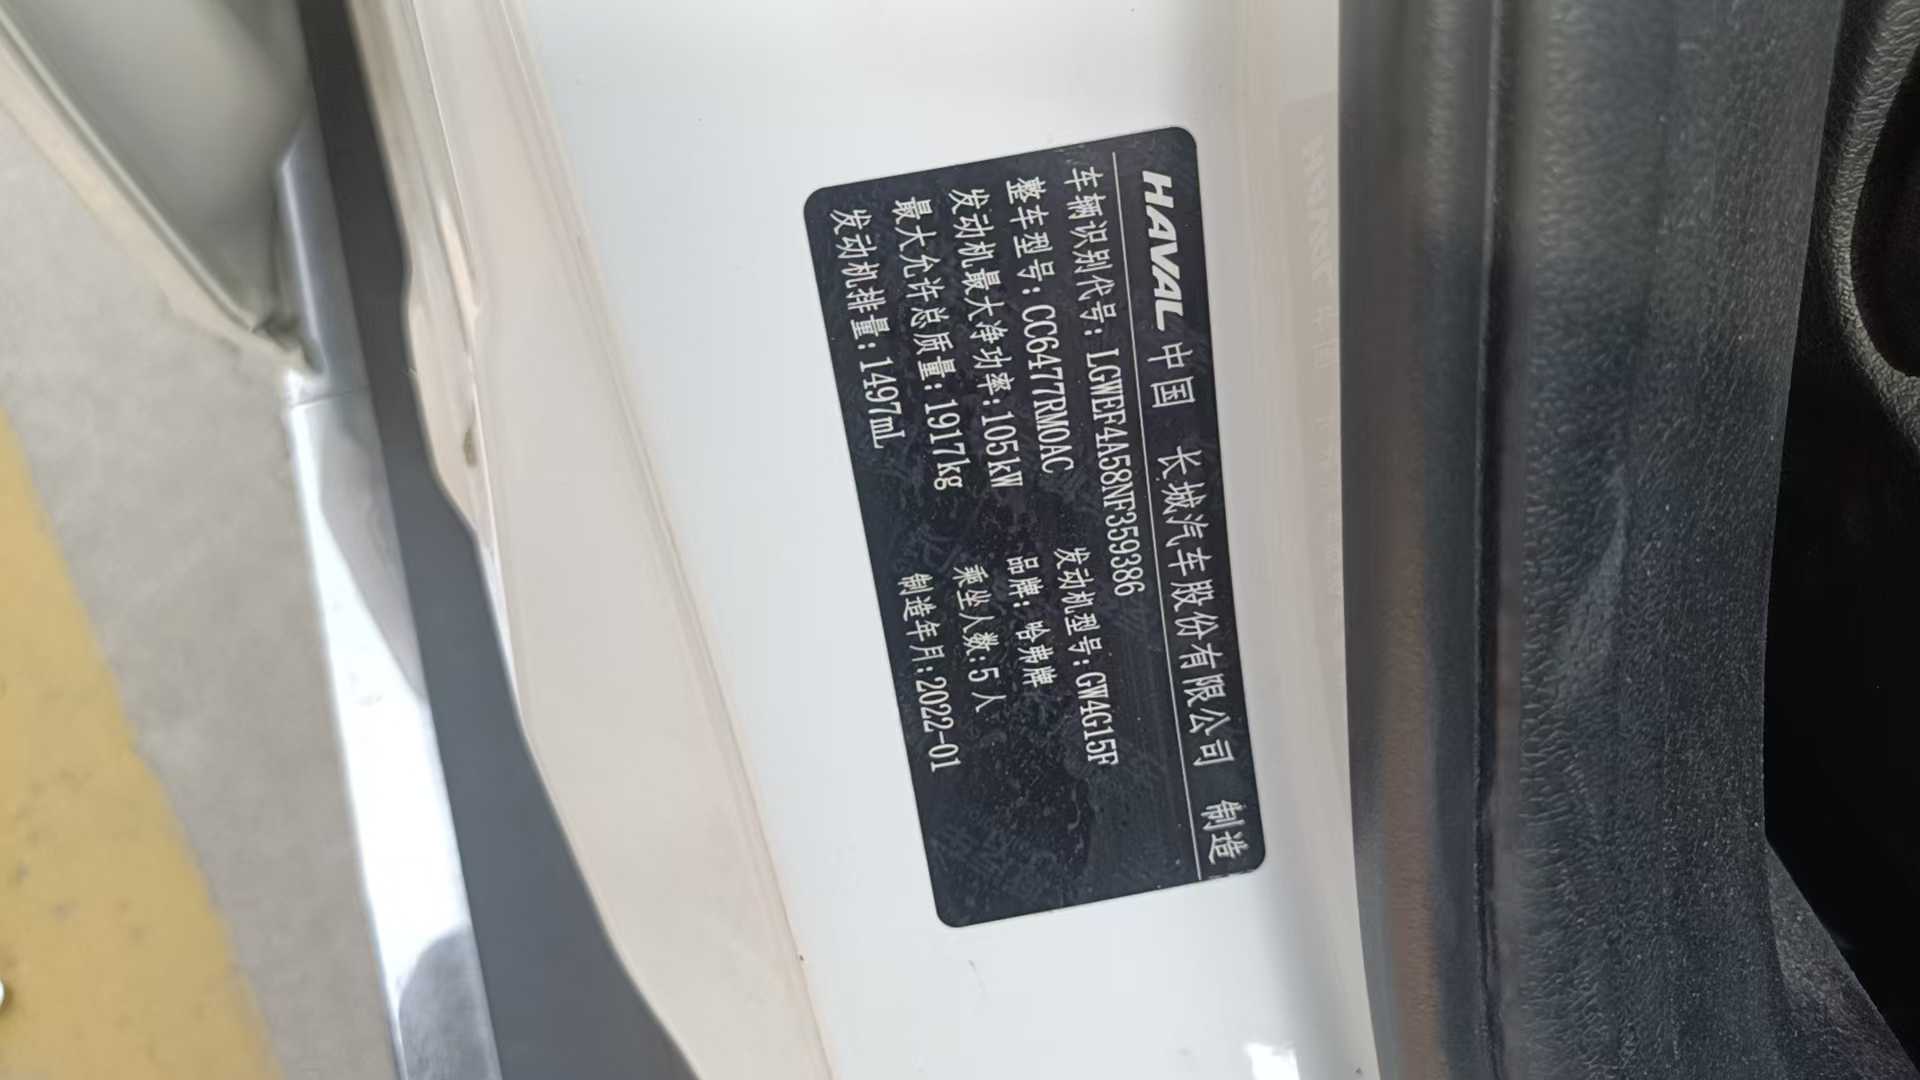 HAVAL 中国 长城汽车股份有限公司 制造
车辆识别代号: LGWEF4A58NF359386
整车型号: CC6477RM0AC 发动机型号: GW4G15F
发动机最大净功率: 105kW 品牌: 哈弗牌
最大允许总质量: 1917kg 乘坐人数: 5人
发动机排量: 1497mL 制造年月: 2022-01